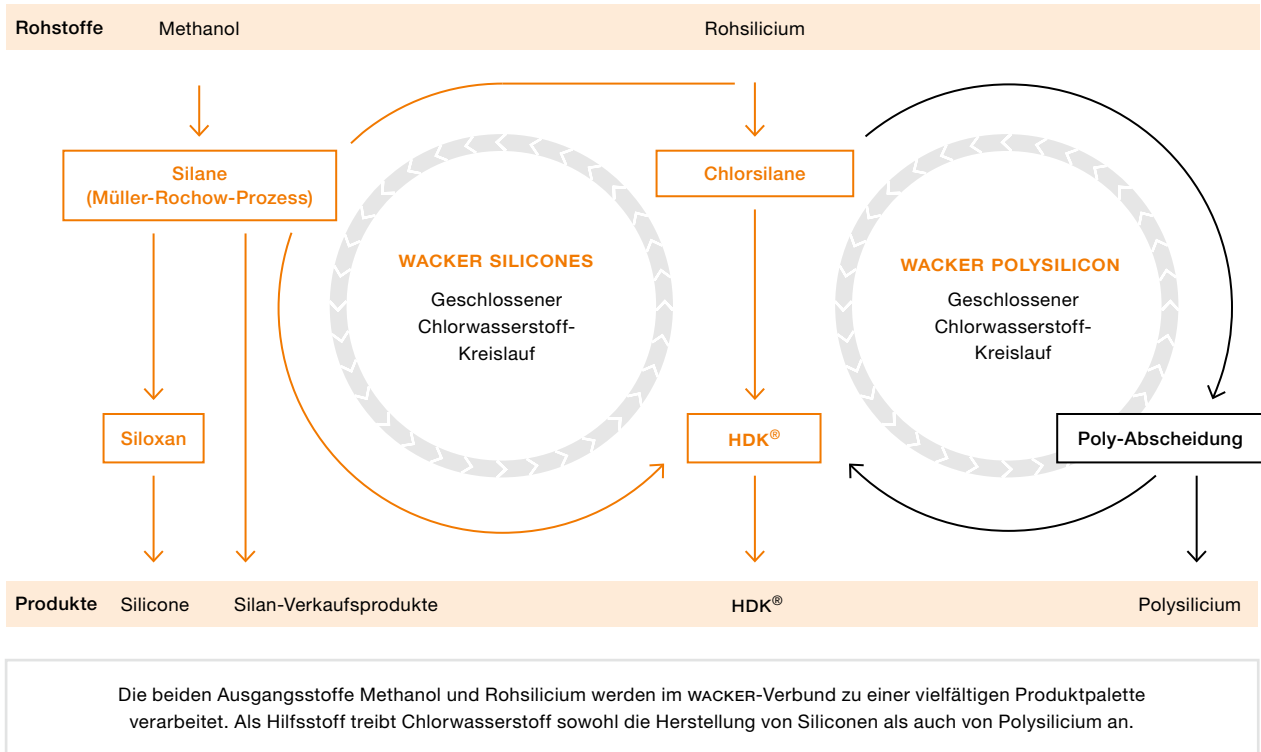 Rohstoffe Methanol Rohsilicium
Silane
(Müller-Rochow-Prozess)
Chlorsilane
WACKER SILICONES
Geschlossener
Chlorwasserstoff-
Kreislauf
WACKER POLYSILICON
Geschlossener
Chlorwasserstoff-
Kreislauf
Siloxan
HDK®
Poly-Abscheidung
Produkte Silicone Silan-Verkaufsprodukte HDK® Polysilicium
Die beiden Ausgangsstoffe Methanol und Rohsilicium werden im WACKER-Verbund zu einer vielfältigen Produktpalette
verarbeitet. Als Hilfsstoff treibt Chlorwasserstoff sowohl die Herstellung von Siliconen als auch von Polysilicium an.